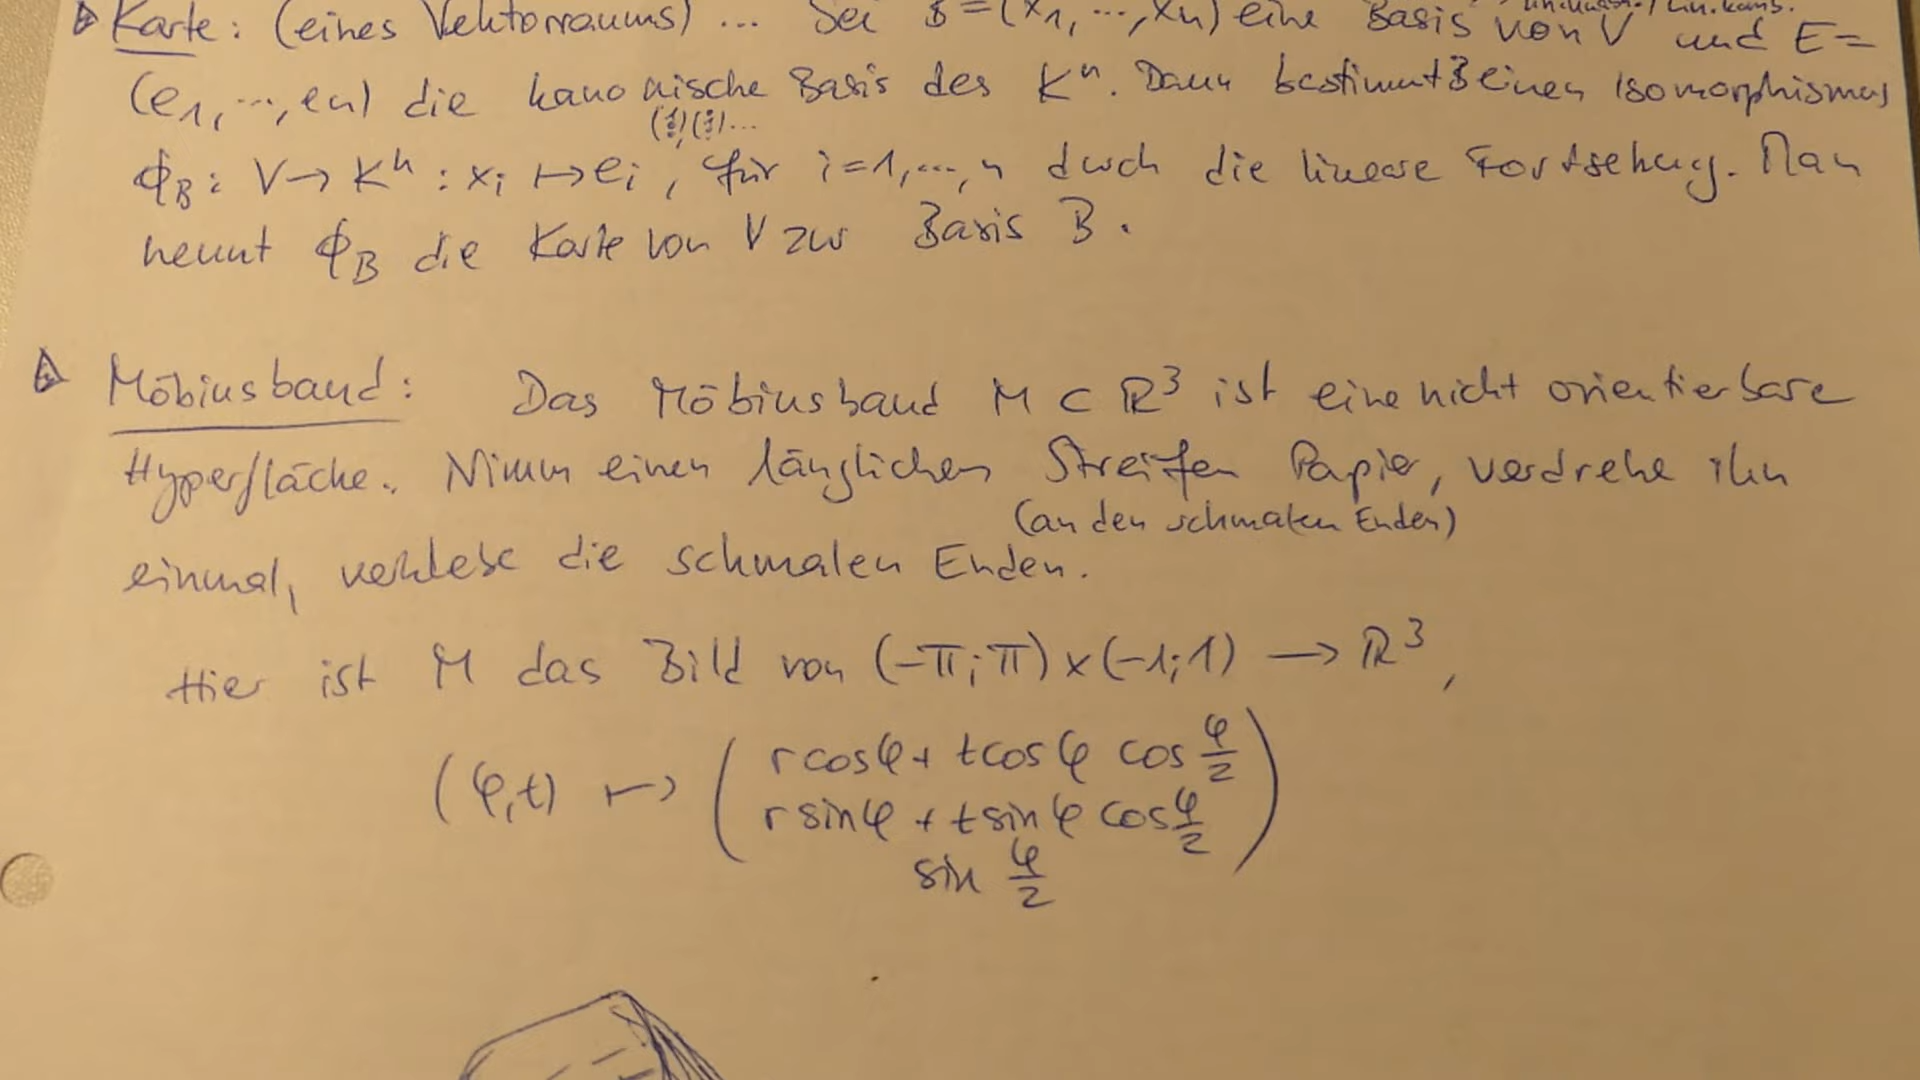 Karte: (eines Vektorraums) ... Sei B=(x₁, ..., xₙ) eine Basis von V und E=
(e₁, ..., eₙ) die kanonische Basis des Kⁿ. Dann bestimmt B einen Isomorphismus
Φ_B: V → Kⁿ : xᵢ ↦ eᵢ, für i=1,...,n durch die lineare Fortsetzung. Man
nennt Φ_B die Karte von V zur Basis B.
Möbiusband: Das Möbiusband M ⊂ ℝ³ ist eine nicht orientierbare
Hyperfläche. Nimm einen länglichen Streifen Papier, verdrehe ihn
(an den schmalen Enden)
einmal, verklebe die schmalen Enden.
Hier ist M das Bild von (-π;π)×(-1;1) → ℝ³,
(φ,t) ↦ ( r cos φ + t cos φ cos φ/2
r sin φ + t sin φ cos φ/2
sin φ/2 )